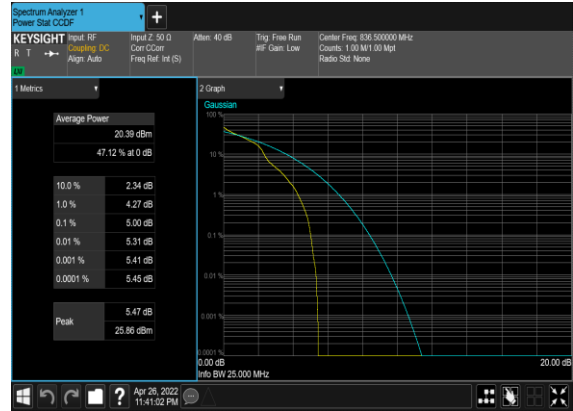 Spectrum Analyzer 1
Power Stat CCDF
KEYSIGHT
R T
LXI
Input: RF
Coupling: DC
Align: Auto
Input Z: 50 Ω
Corr CCorr
Freq Ref: Int (S)
Atten: 40 dB
Trig: Free Run
#IF Gain: Low
Center Freq: 836.500000 MHz
Counts: 1.00 M/1.00 Mpt
Radio Std: None
1 Metrics
Average Power
20.39 dBm
47.12 % at 0 dB
10.0 % 2.34 dB
1.0 % 4.27 dB
0.1 % 5.00 dB
0.01 % 5.31 dB
0.001 % 5.41 dB
0.0001 % 5.45 dB
Peak 5.47 dB
25.86 dBm
2 Graph
Gaussian
100 %
10 %
1 %
0.1 %
0.01 %
0.001 %
0.0001 %
0.00 dB 20.00 dB
Info BW 25.000 MHz
?
Apr 26, 2022
11:41:02 PM